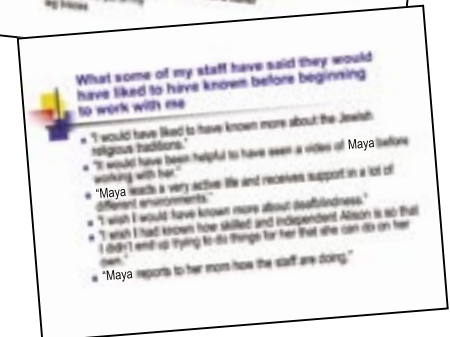 What some of my staff have said they would
have liked to have known before beginning
to work with me
"I would have liked to have known more about the Jewish
religious traditions."
"It would have been helpful to have seen a video of Maya before
working with her."
"Maya leads a very active life and receives support in a lot of
different environments."
"I wish I would have known more about deafblindness."
"I wish I had known how skilled and independent Alison is so that
I didn't end up trying to do things for her that she can do on her
own."
"Maya reports to her mom how the staff are doing."